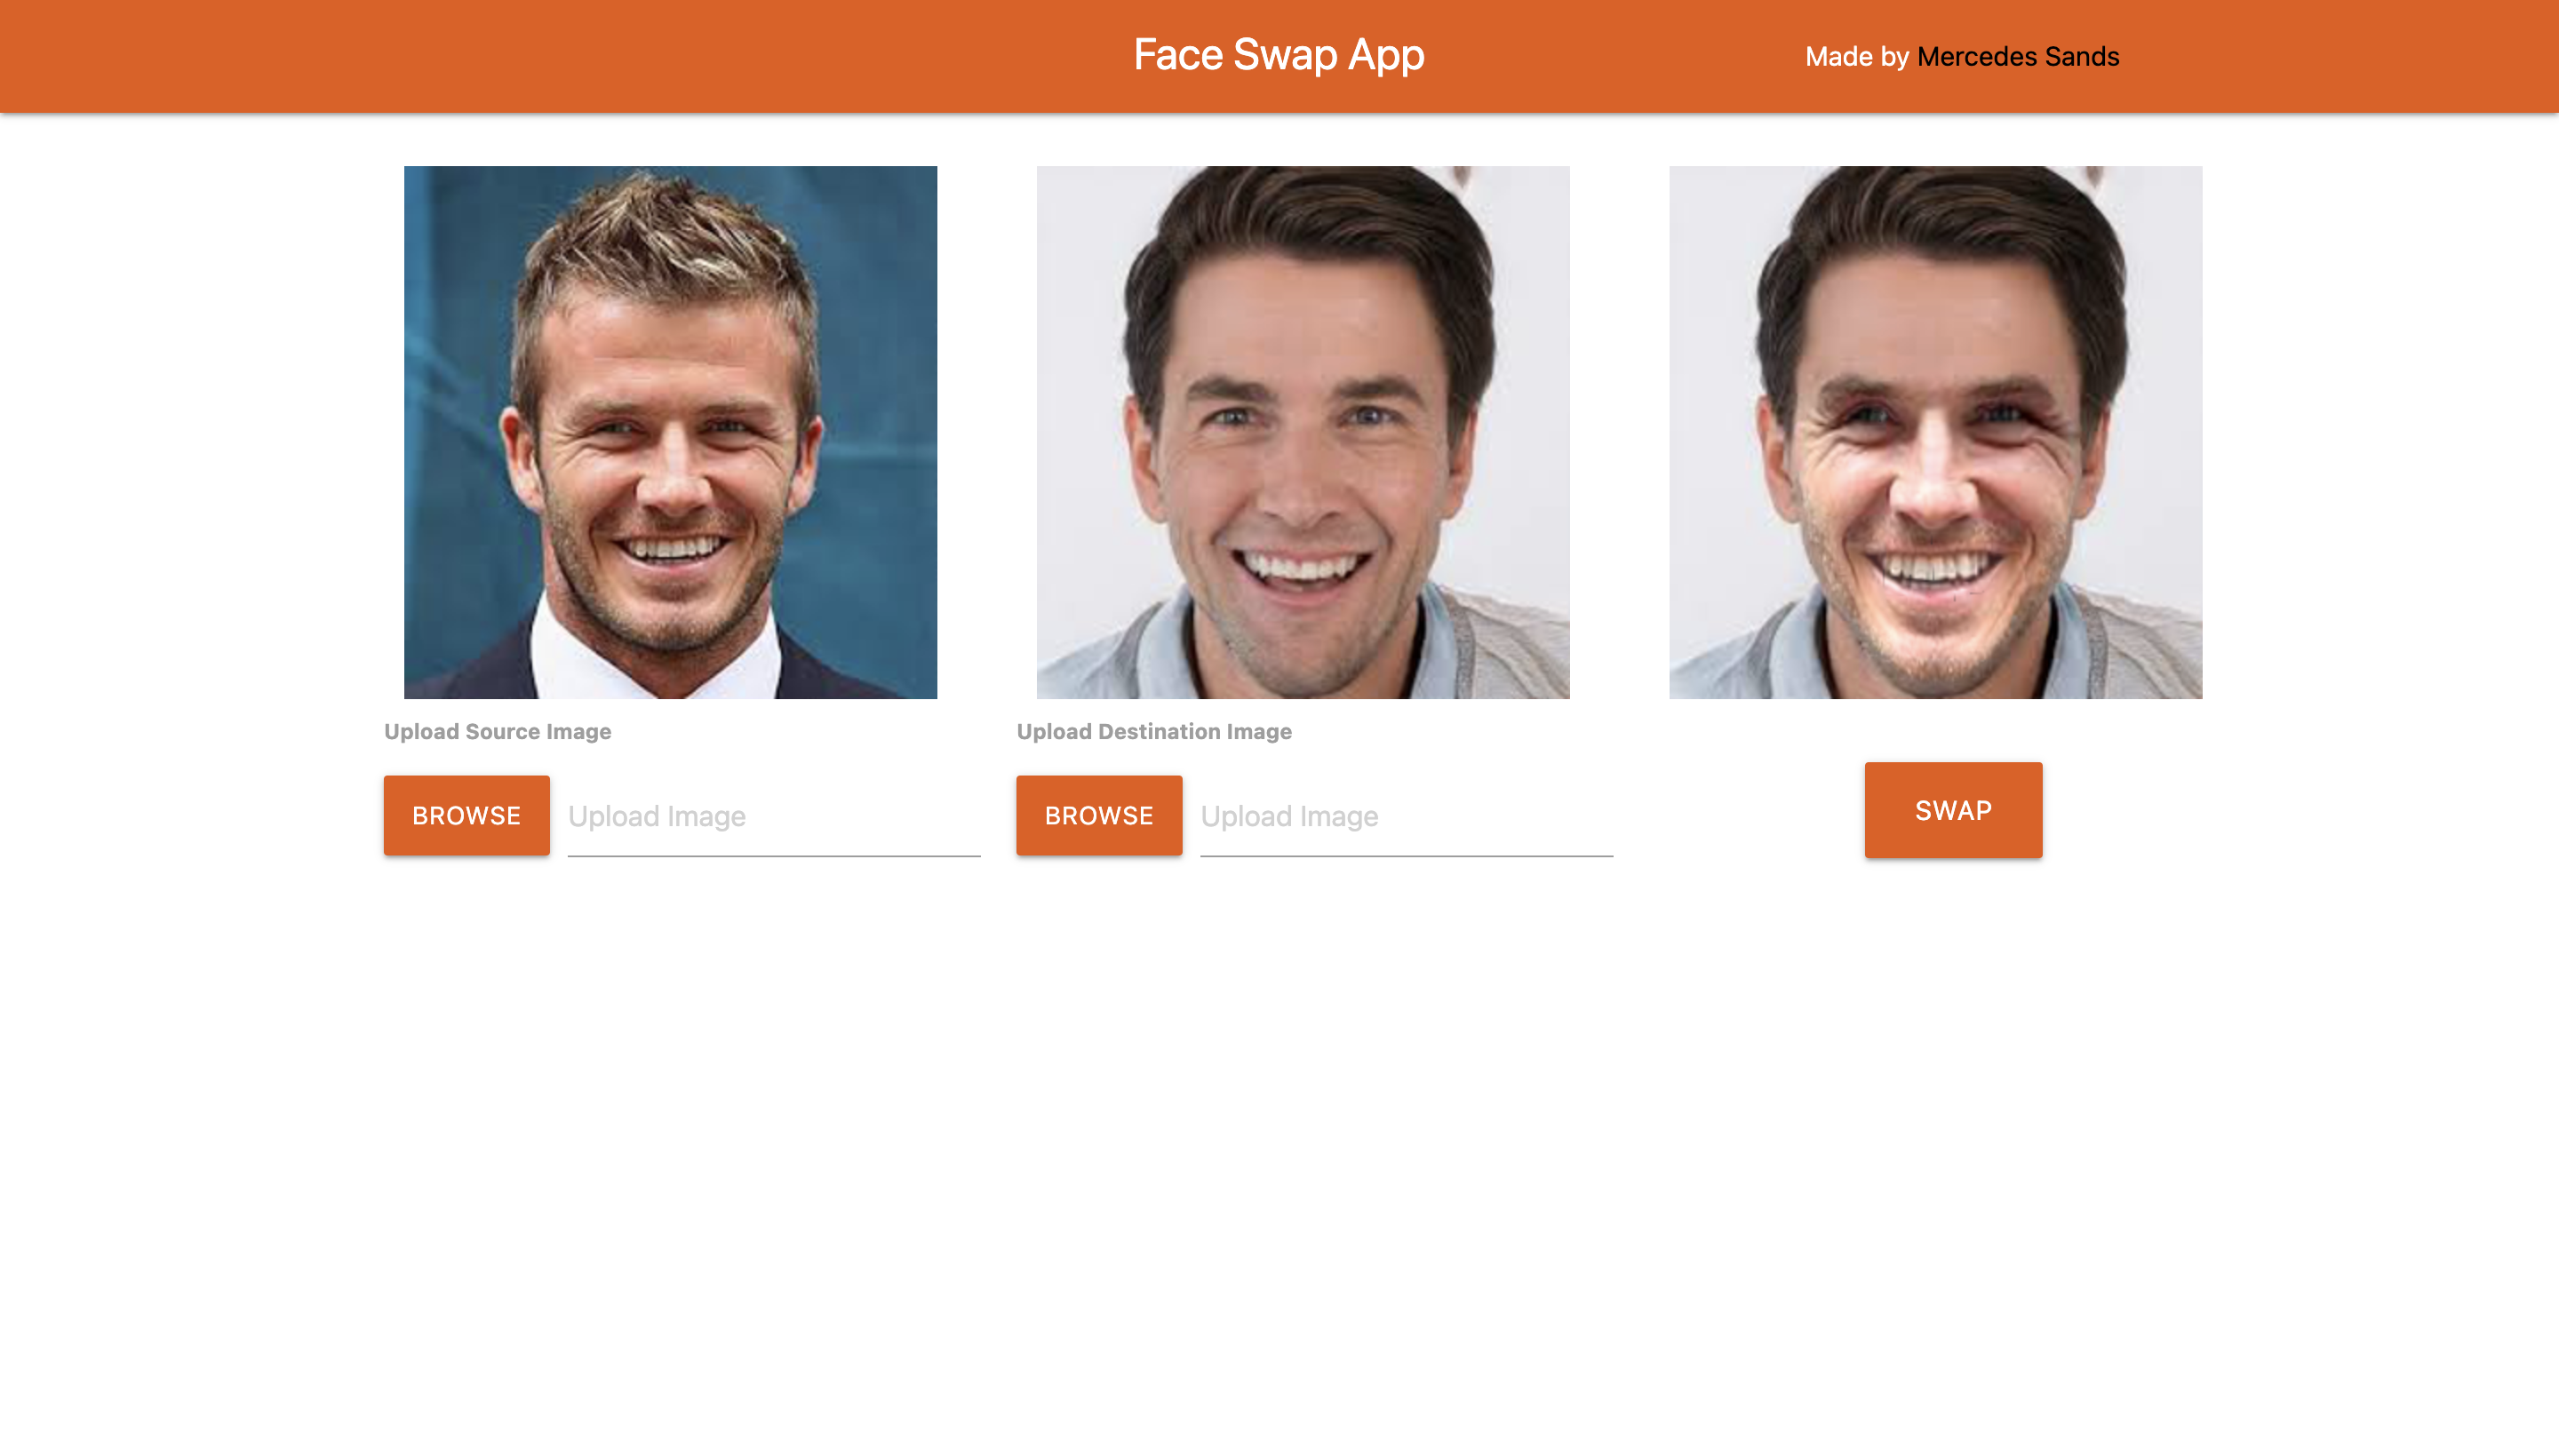 Face Swap App
Made by Mercedes Sands
Upload Source Image
Upload Destination Image
BROWSE
Upload Image
BROWSE
Upload Image
SWAP